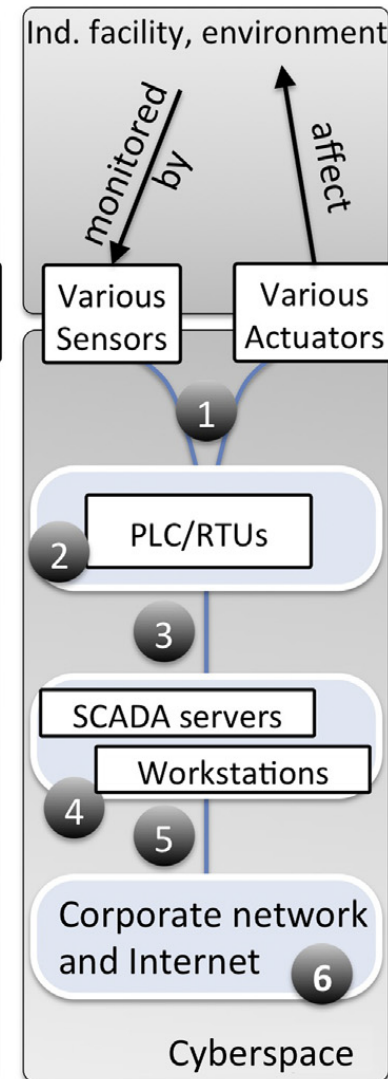 Ind. facility, environment
monitored
by
affect
Various
Sensors
Various
Actuators
1
PLC/RTUs
2
3
SCADA servers
Workstations
4
5
Corporate network
and Internet
6
Cyberspace